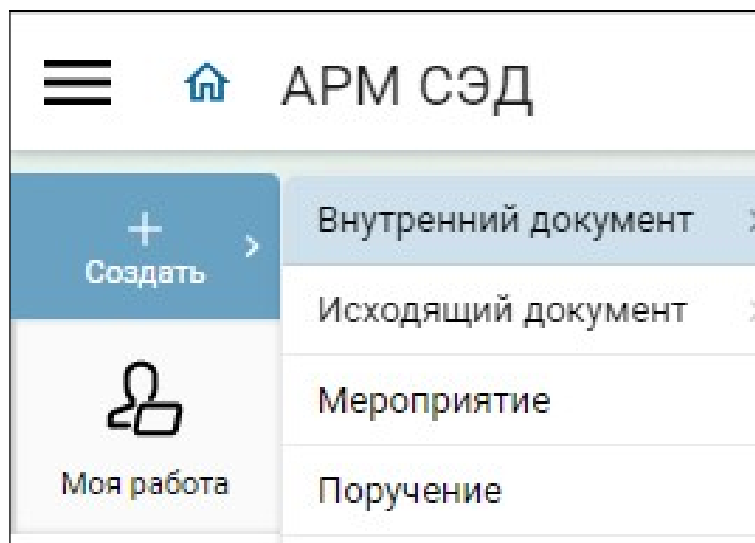 АРМ СЭД
Создать
Внутренний документ
Исходящий документ
Моя работа
Мероприятие
Поручение